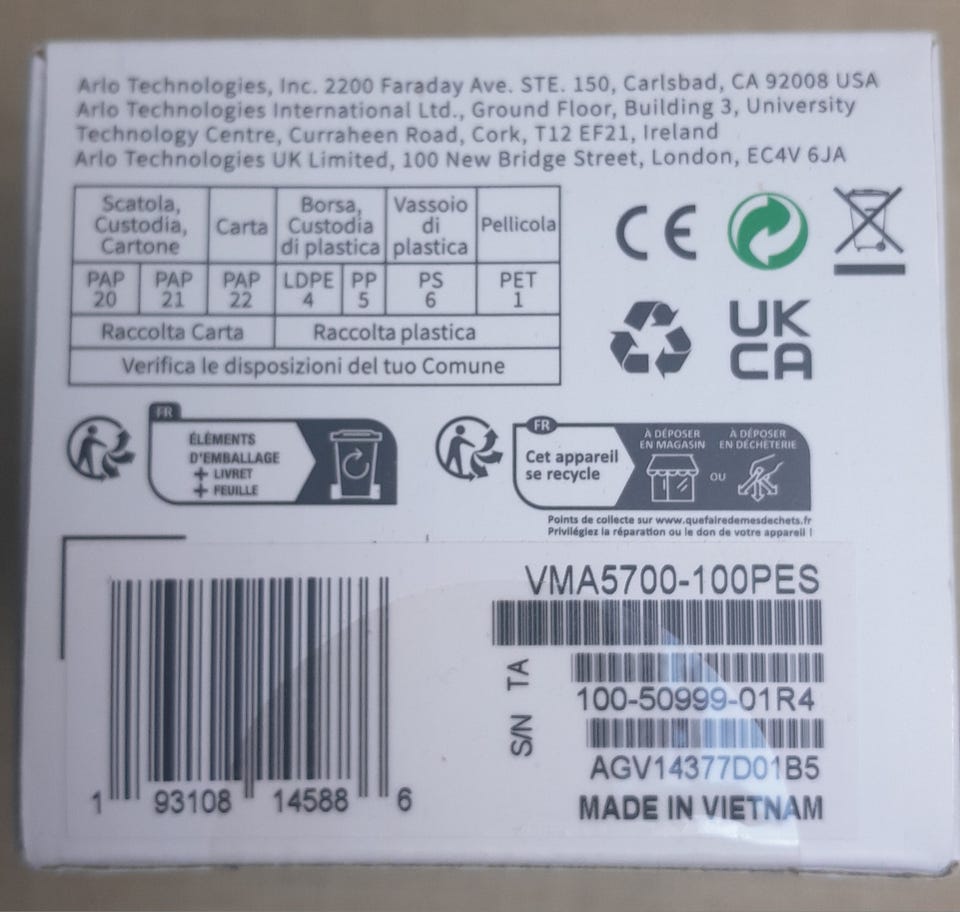 Arlo Technologies, Inc. 2200 Faraday Ave. STE. 150, Carlsbad, CA 92008 USA
Arlo Technologies International Ltd., Ground Floor, Building 3, University
Technology Centre, Curraheen Road, Cork, T12 EF21, Ireland
Arlo Technologies UK Limited, 100 New Bridge Street, London, EC4V 6JA
Scatola, Custodia, Cartone
Carta
Borsa, Custodia di plastica
Vassoio di plastica
Pellicola
PAP 20
PAP 21
PAP 22
LDPE 4
PP 5
PS 6
PET 1
Raccolta Carta
Raccolta plastica
Verifica le disposizioni del tuo Comune
CE
UK
CA
FR
ÉLÉMENTS
D'EMBALLAGE
+ LIVRET
+ FEUILLE
FR
Cet appareil
se recycle
À DÉPOSER
EN MAGASIN
OU
À DÉPOSER
EN DÉCHÈTERIE
Points de collecte sur www.quefairedemesdechets.fr
Privilégiez la réparation ou le don de votre appareil !
VMA5700-100PES
S/N TA
100-50999-01R4
AGV14377D01B5
MADE IN VIETNAM
1 93108 14588 6